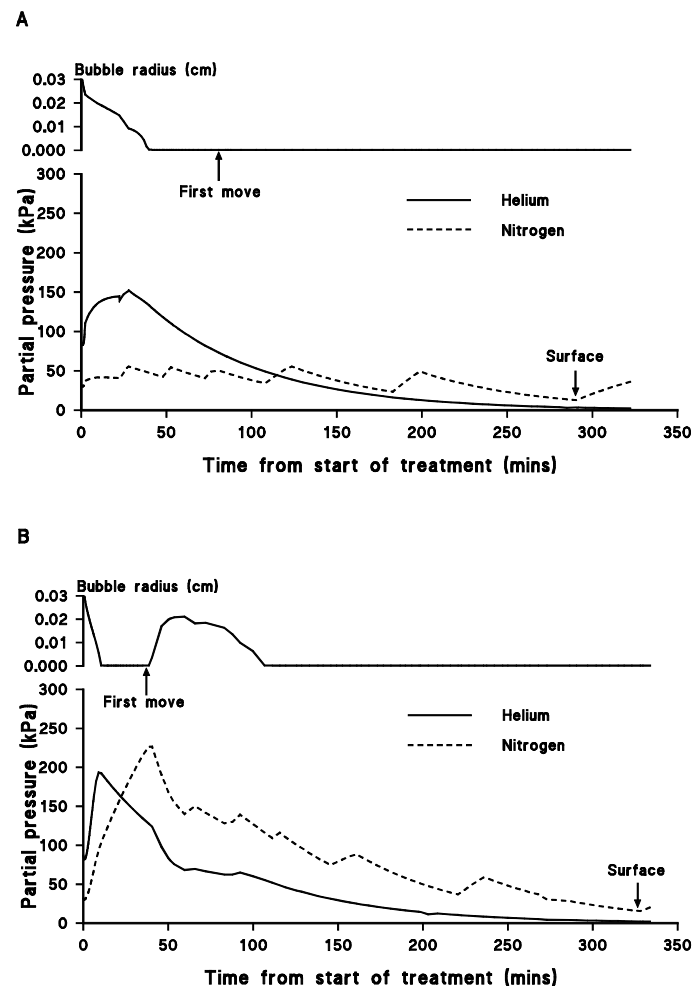 A
Bubble radius (cm)
0.03
0.02
0.01
0.000
First move
300
250
200
150
100
50
0
Partial pressure (kPa)
Helium
Nitrogen
Surface
0 50 100 150 200 250 300 350
Time from start of treatment (mins)
B
Bubble radius (cm)
0.03
0.02
0.01
0.000
First move
300
250
200
150
100
50
0
Partial pressure (kPa)
Helium
Nitrogen
Surface
0 50 100 150 200 250 300 350
Time from start of treatment (mins)